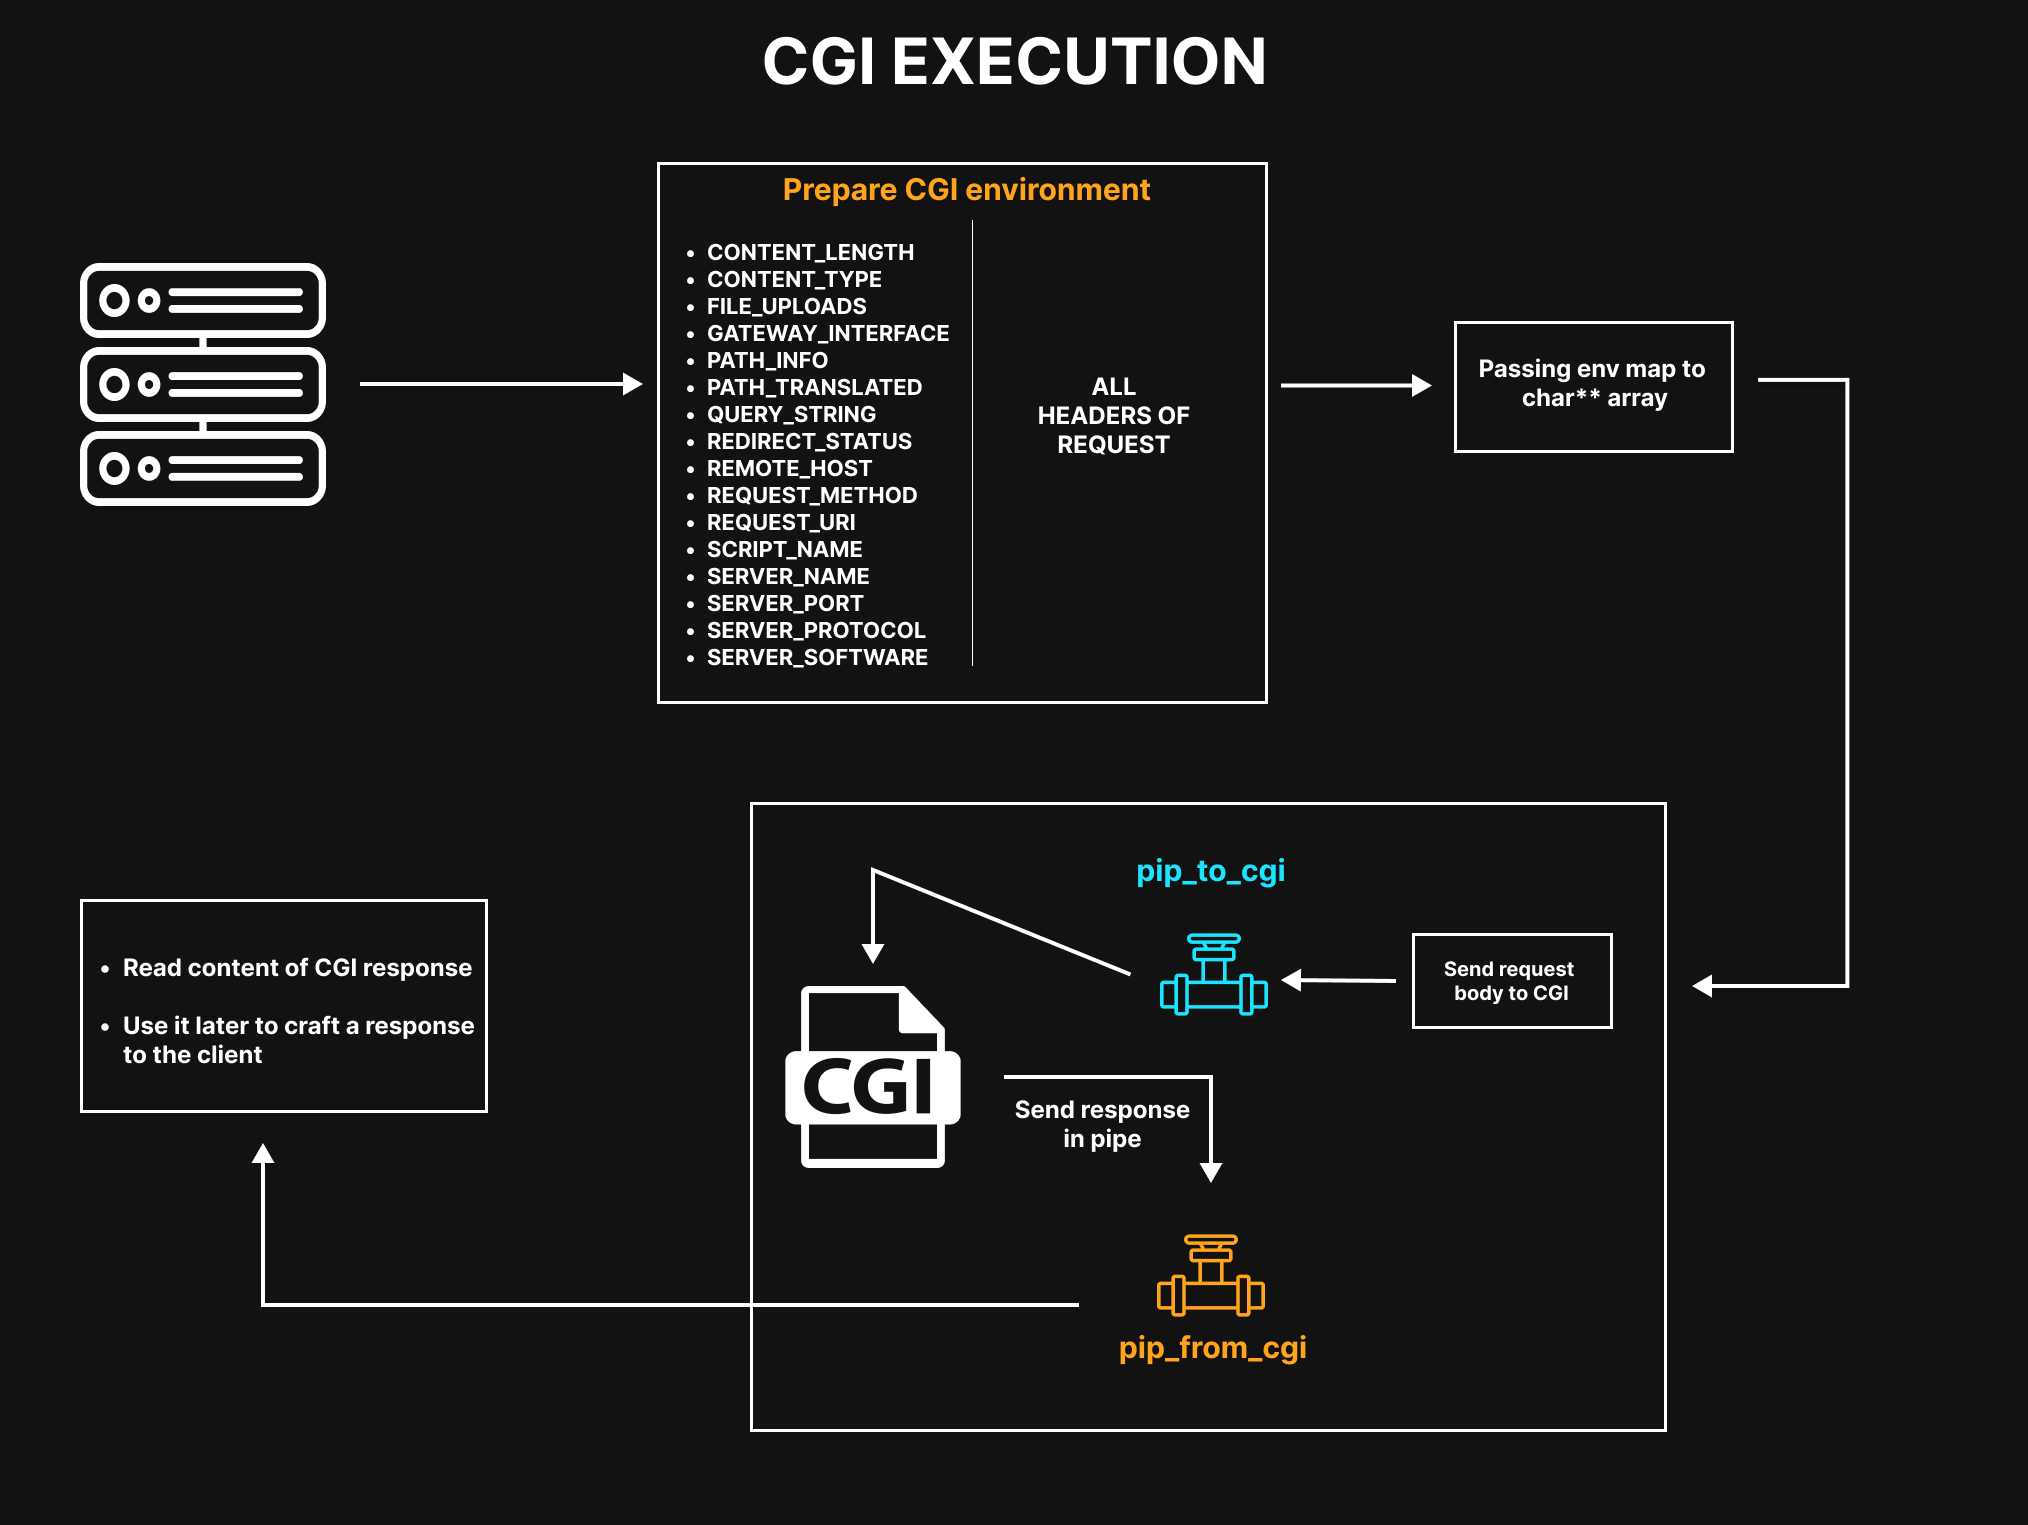 CGI EXECUTION
Prepare CGI environment
• CONTENT_LENGTH
• CONTENT_TYPE
• FILE_UPLOADS
• GATEWAY_INTERFACE
• PATH_INFO
• PATH_TRANSLATED
• QUERY_STRING
• REDIRECT_STATUS
• REMOTE_HOST
• REQUEST_METHOD
• REQUEST_URI
• SCRIPT_NAME
• SERVER_NAME
• SERVER_PORT
• SERVER_PROTOCOL
• SERVER_SOFTWARE
ALL
HEADERS OF
REQUEST
Passing env map to
char** array
pip_to_cgi
Send request
body to CGI
CGI
Send response
in pipe
pip_from_cgi
• Read content of CGI response
• Use it later to craft a response
to the client